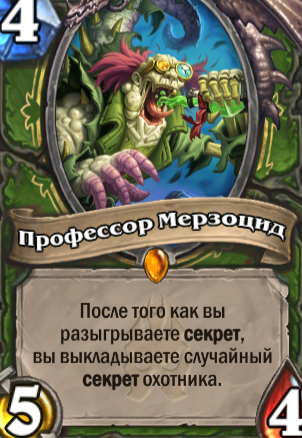 4
Профессор Мерзоцид
После того как вы
разыгрываете секрет,
вы выкладываете случайный
секрет охотника.
5
4